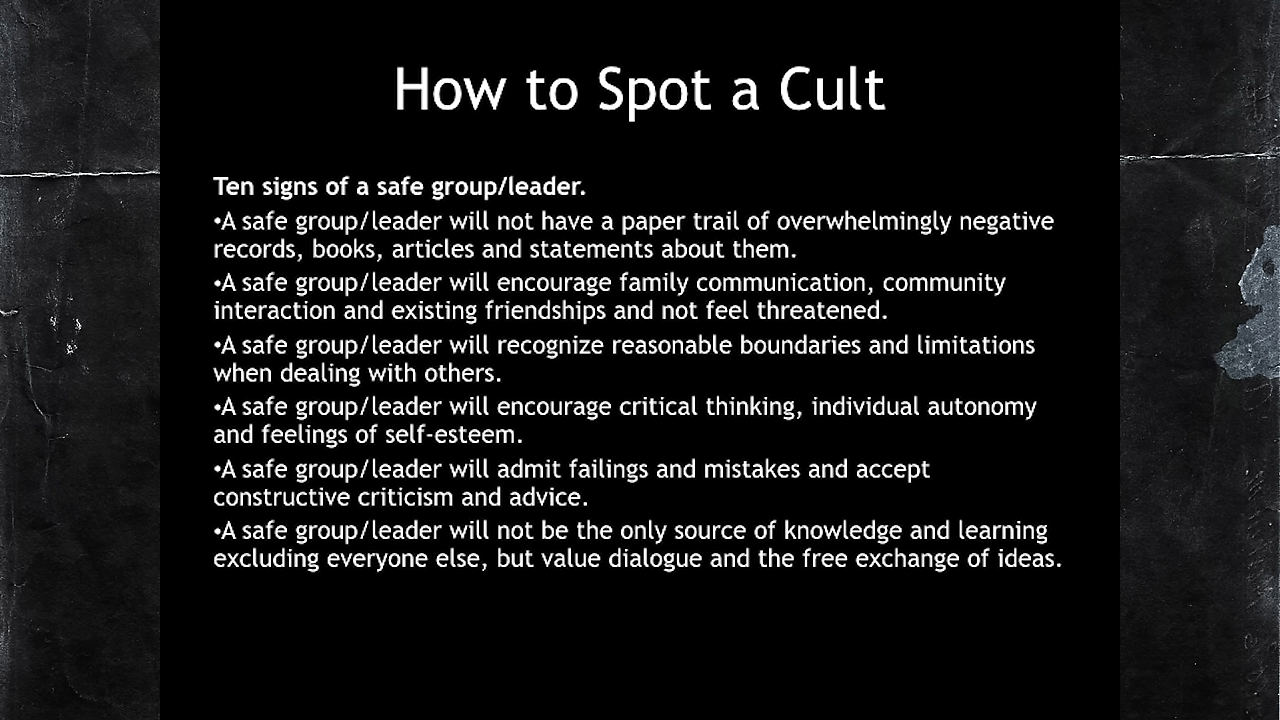 How to Spot a Cult
Ten signs of a safe group/leader.
•A safe group/leader will not have a paper trail of overwhelmingly negative
records, books, articles and statements about them.
•A safe group/leader will encourage family communication, community
interaction and existing friendships and not feel threatened.
•A safe group/leader will recognize reasonable boundaries and limitations
when dealing with others.
•A safe group/leader will encourage critical thinking, individual autonomy
and feelings of self-esteem.
•A safe group/leader will admit failings and mistakes and accept
constructive criticism and advice.
•A safe group/leader will not be the only source of knowledge and learning
excluding everyone else, but value dialogue and the free exchange of ideas.